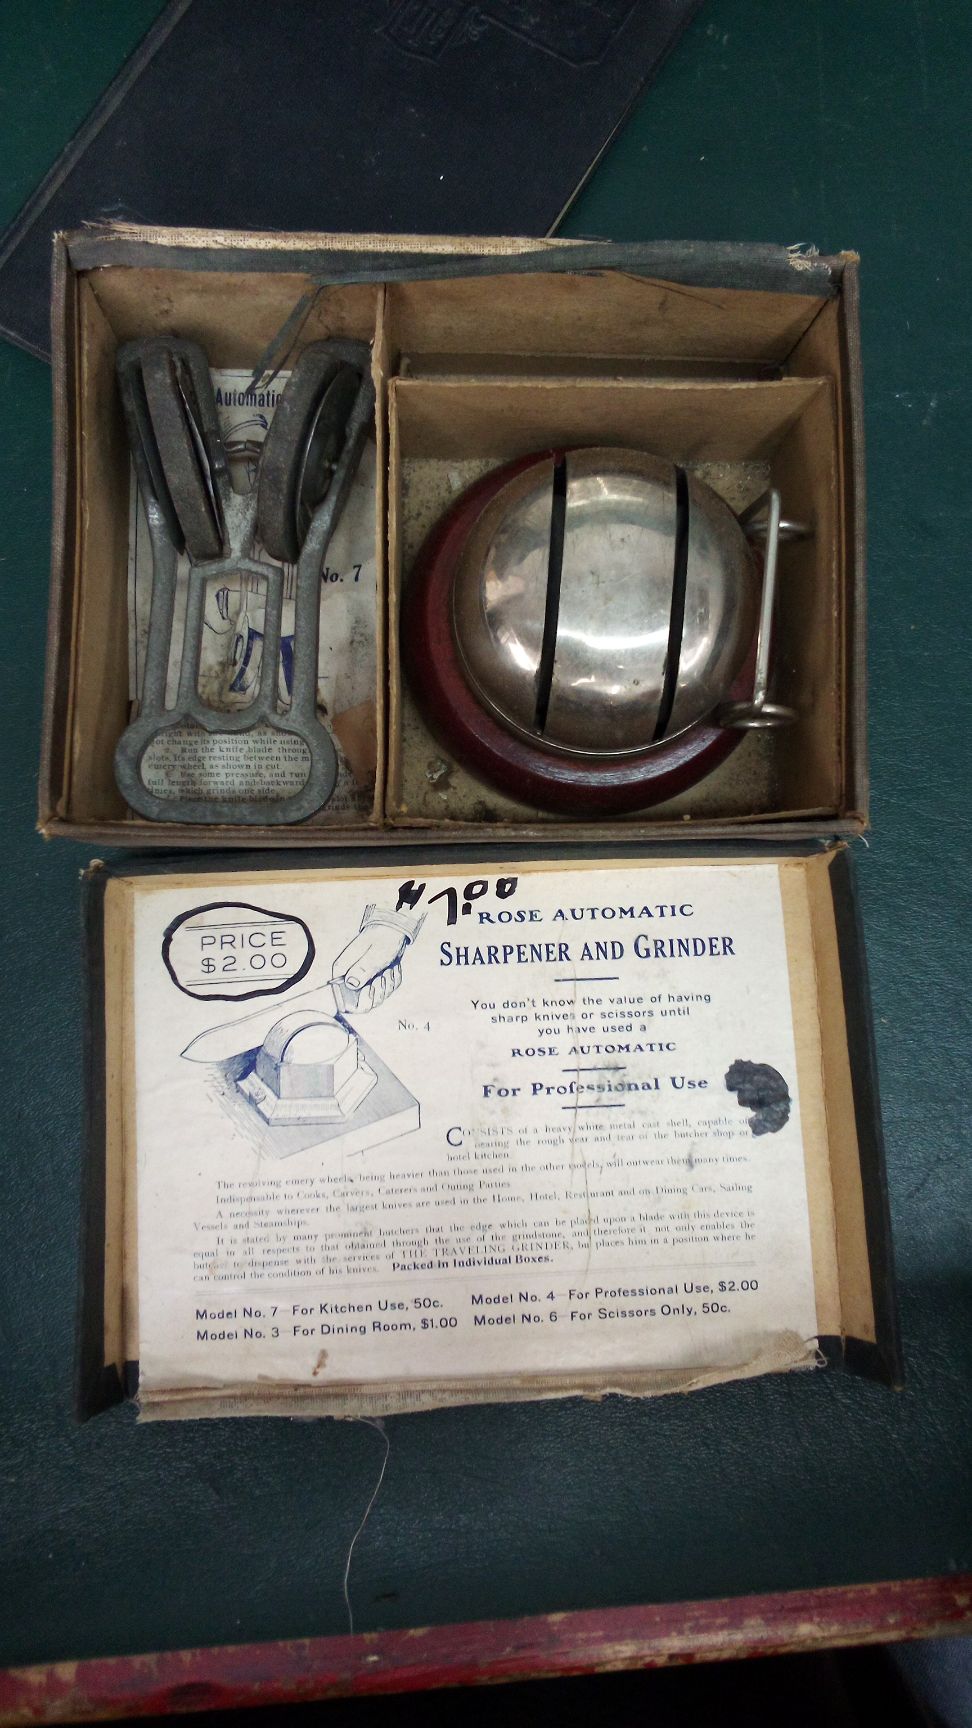 Automatic
No. 7
not change its position while using
Run the knife blade through
slots. Its edge resting between the
emery wheel, as shown in cut.
Use some pressure, and run
full length forward and backward
times, which grinds one side.
$1.00
PRICE
$2.00
ROSE AUTOMATIC
SHARPENER AND GRINDER
No. 4
You don't know the value of having
sharp knives or scissors until
you have used a
ROSE AUTOMATIC
For Professional Use
CONSISTS of a heavy white metal cast shell, capable of
bearing the rough wear and tear of the butcher shop or
hotel kitchen.
The revolving emery wheels, being heavier than those used in the other models, will outwear them many times.
Indispensable to Cooks, Carvers, Caterers and Outing Parties.
A necessity wherever the largest knives are used in the Home, Hotel, Restaurant and on Dining Cars, Sailing
Vessels and Steamships.
It is stated by many prominent butchers that the edge which can be placed upon a blade with this device is
equal in all respects to that obtained through the use of the grindstone, and therefore it not only enables the
butcher to dispense with the services of THE TRAVELING GRINDER, but places him in a position where he
can control the condition of his knives. Packed in Individual Boxes.
Model No. 7 For Kitchen Use, 50c. Model No. 4 For Professional Use, $2.00
Model No. 3 For Dining Room, $1.00 Model No. 6 For Scissors Only, 50c.